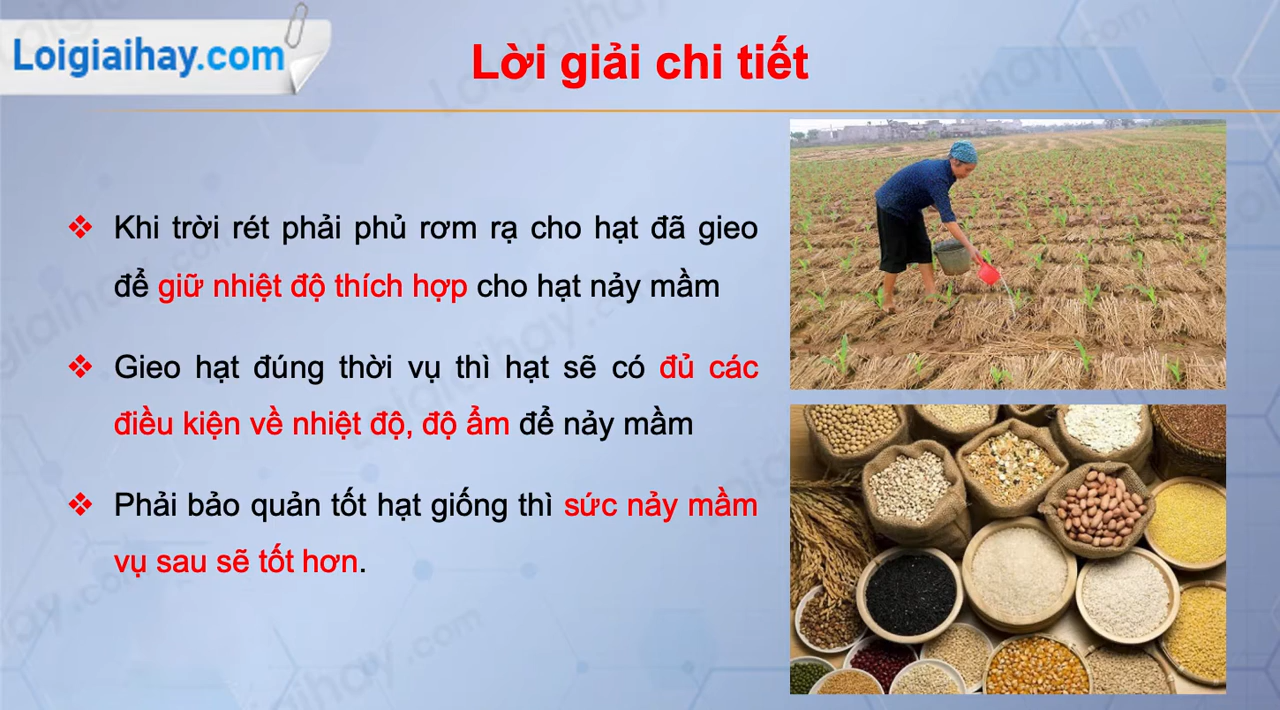 Loigiaihay.com
Lời giải chi tiết
❖ Khi trời rét phải phủ rơm rạ cho hạt đã gieo
để giữ nhiệt độ thích hợp cho hạt nảy mầm
❖ Gieo hạt đúng thời vụ thì hạt sẽ có đủ các
điều kiện về nhiệt độ, độ ẩm để nảy mầm
❖ Phải bảo quản tốt hạt giống thì sức nảy mầm
vụ sau sẽ tốt hơn.